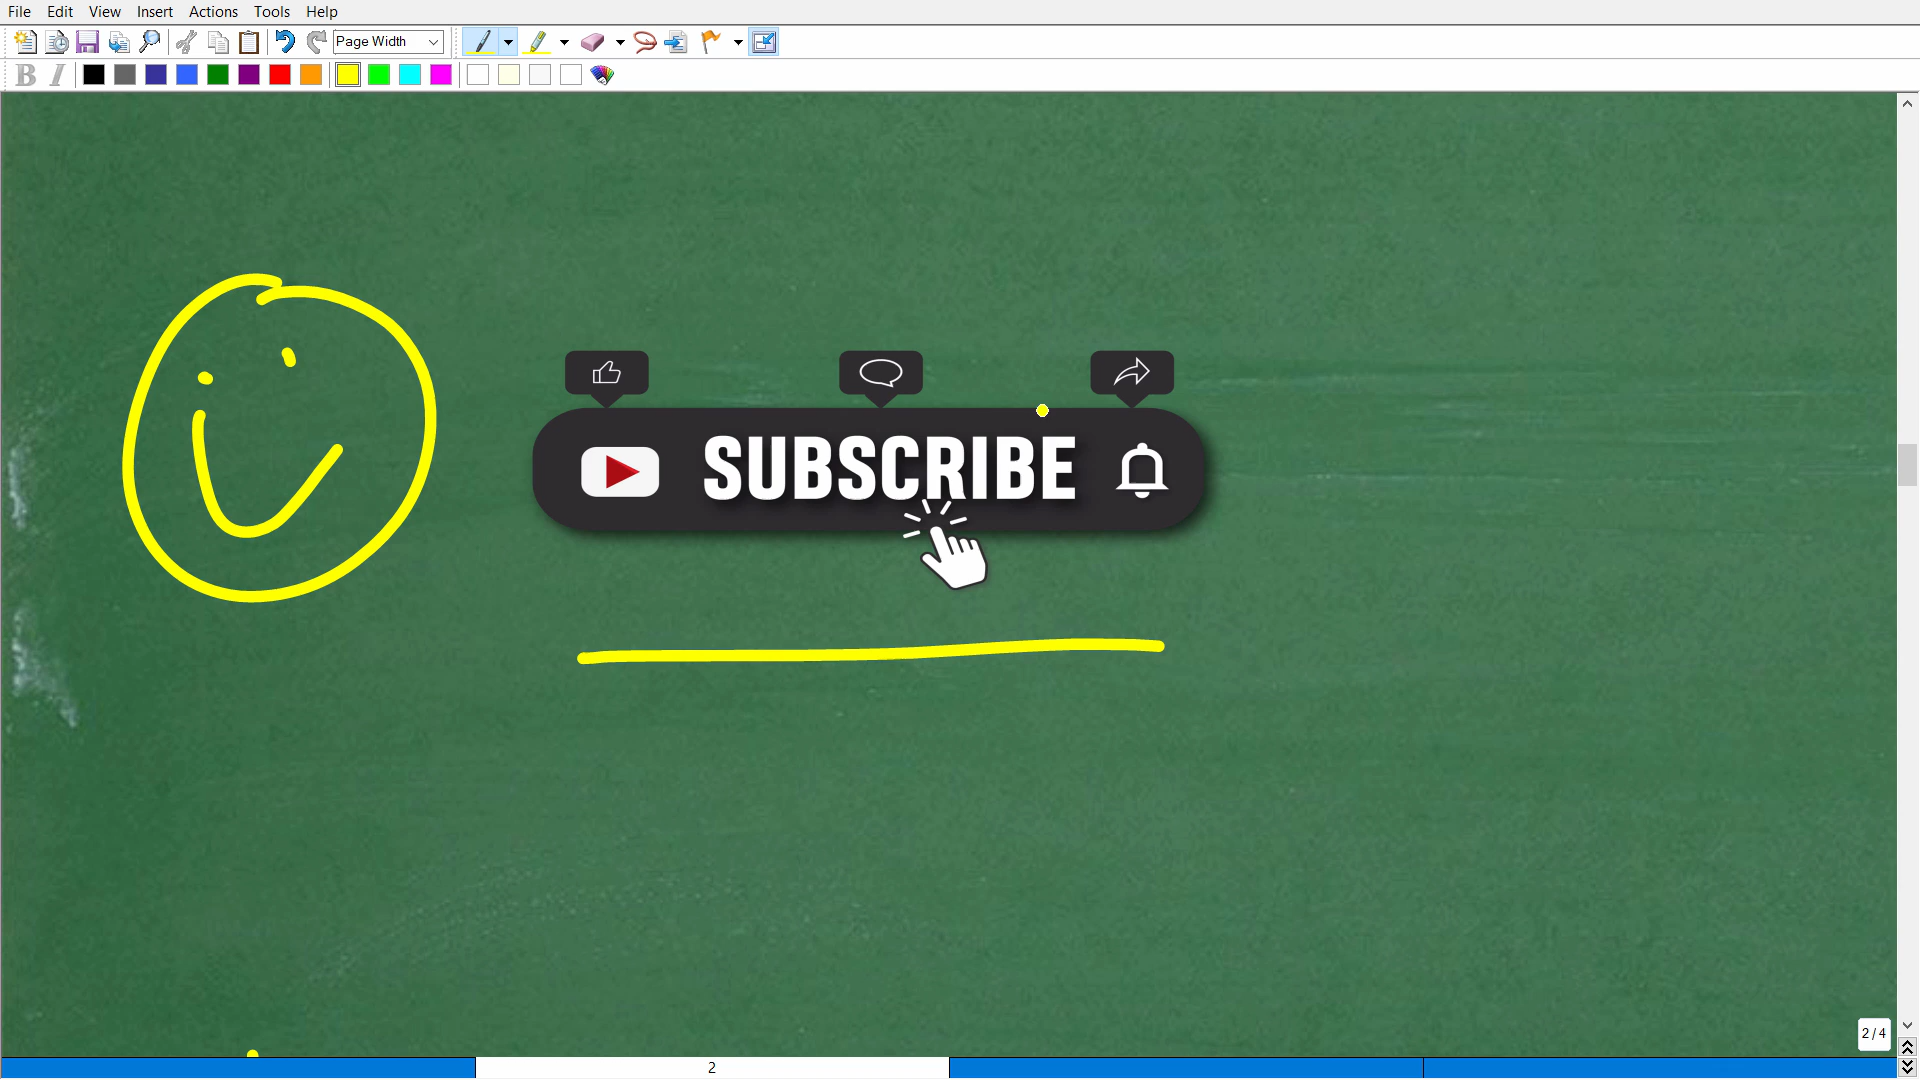 File Edit View Insert Actions Tools Help
Page Width
B I
SUBSCRIBE
2 / 4
2